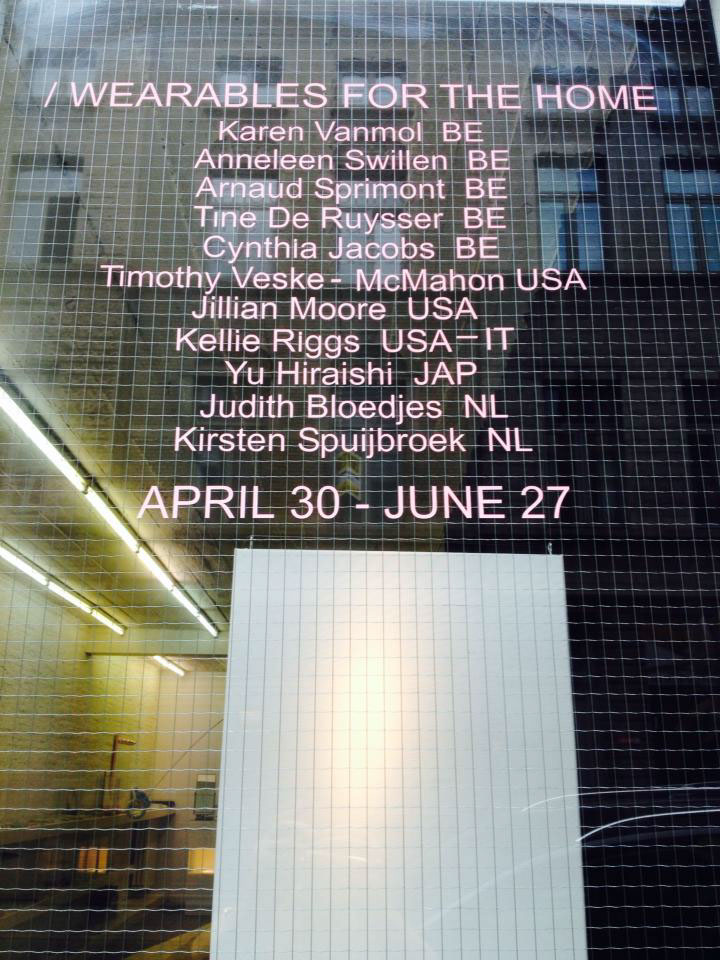 / WEARABLES FOR THE HOME
Karen Vanmol BE
Anneleen Swillen BE
Arnaud Sprimont BE
Tine De Ruysser BE
Cynthia Jacobs BE
Timothy Veske - McMahon USA
Jillian Moore USA
Kellie Riggs USA—IT
Yu Hiraishi JAP
Judith Bloedjes NL
Kirsten Spuijbroek NL
APRIL 30 - JUNE 27